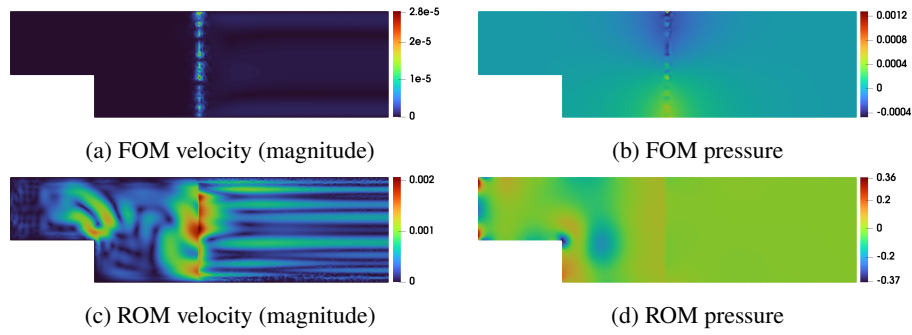 2.8e-5
2e-5
1e-5
0
0.0012
0.0008
0.0004
0
-0.0004
(a) FOM velocity (magnitude)
(b) FOM pressure
0.002
0.001
0
0.36
0.2
0
-0.2
-0.37
(c) ROM velocity (magnitude)
(d) ROM pressure